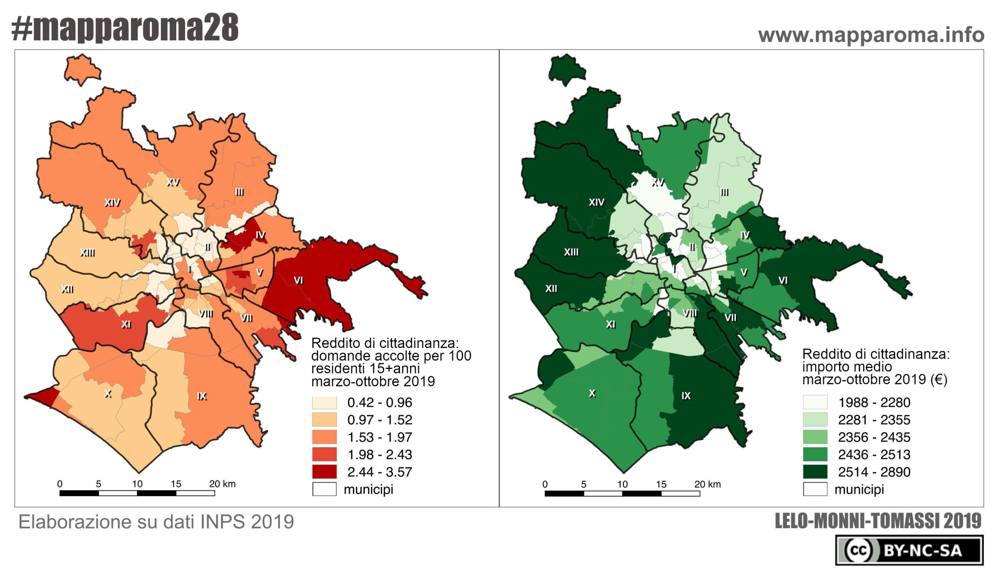 #mapparoma28
www.mapparoma.info
XV
III
XIV
IV
XIII
II
I
V
VI
XII
VIII
VII
XI
X
IX
Reddito di cittadinanza:
domande accolte per 100
residenti 15+anni
marzo-ottobre 2019
0.42 - 0.96
0.97 - 1.52
1.53 - 1.97
1.98 - 2.43
2.44 - 3.57
municipi
0 5 10 15 20 km
XV
III
XIV
IV
XIII
II
I
V
VI
XII
VIII
VII
XI
X
IX
Reddito di cittadinanza:
importo medio
marzo-ottobre 2019 (€)
1988 - 2280
2281 - 2355
2356 - 2435
2436 - 2513
2514 - 2890
municipi
0 5 10 15 20 km
Elaborazione su dati INPS 2019
LELO-MONNI-TOMASSI 2019
cc BY-NC-SA